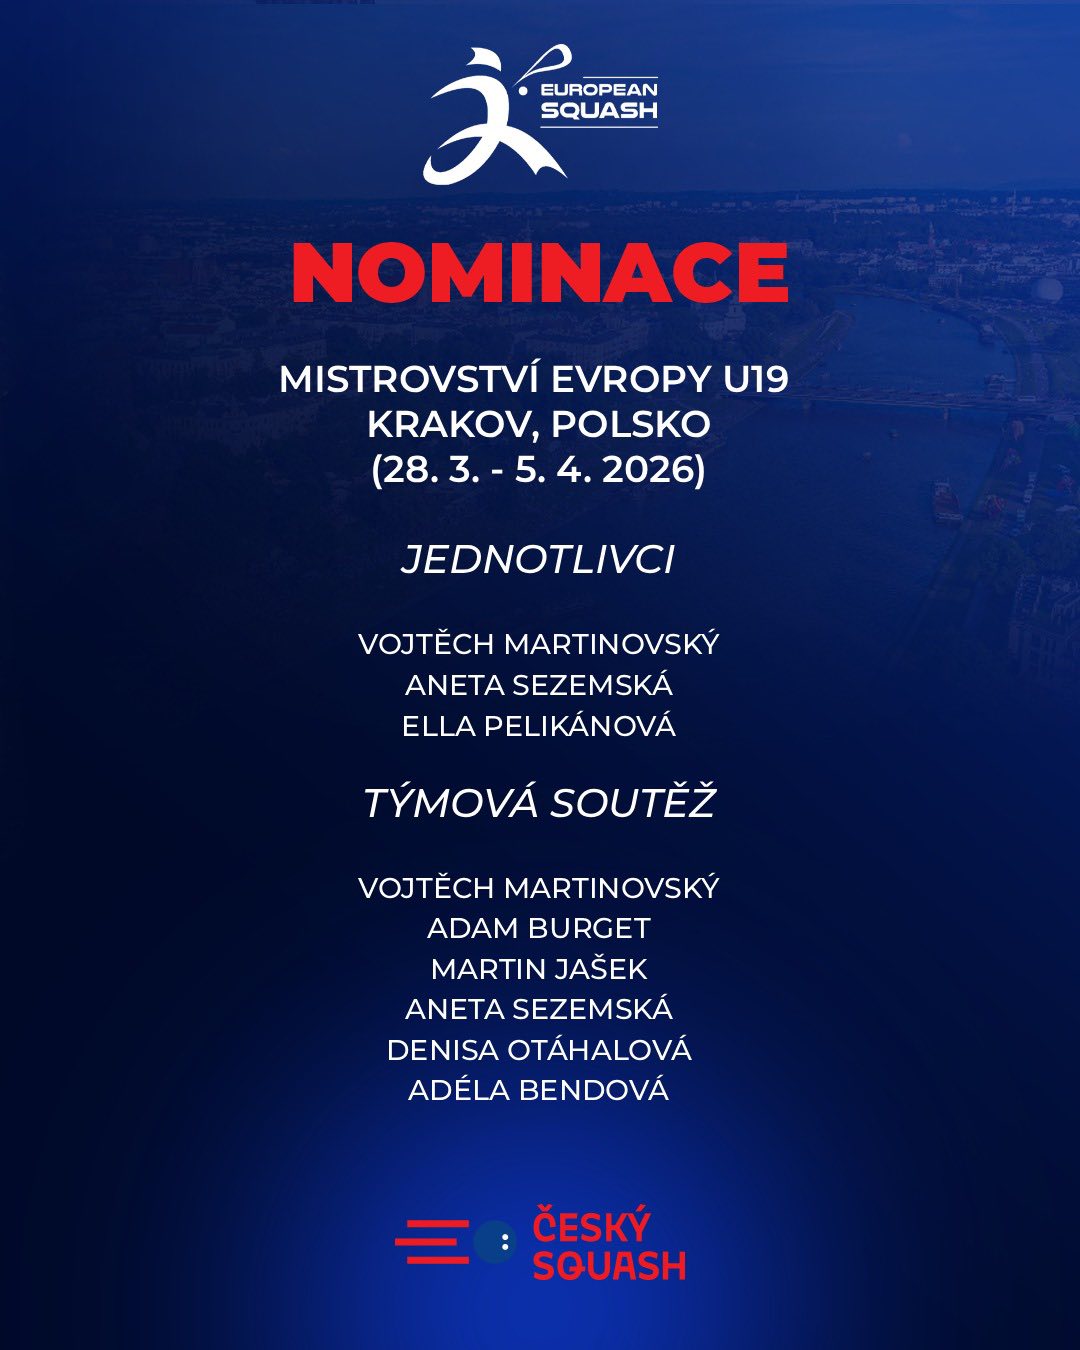 EUROPEAN
SQUASH
NOMINACE
MISTROVSTVÍ EVROPY U19
KRAKOV, POLSKO
(28. 3. - 5. 4. 2026)
JEDNOTLIVCI
VOJTĚCH MARTINOVSKÝ
ANETA SEZEMSKÁ
ELLA PELIKÁNOVÁ
TÝMOVÁ SOUTĚŽ
VOJTĚCH MARTINOVSKÝ
ADAM BURGET
MARTIN JAŠEK
ANETA SEZEMSKÁ
DENISA OTÁHALOVÁ
ADÉLA BENDOVÁ
ČESKÝ
SQUASH